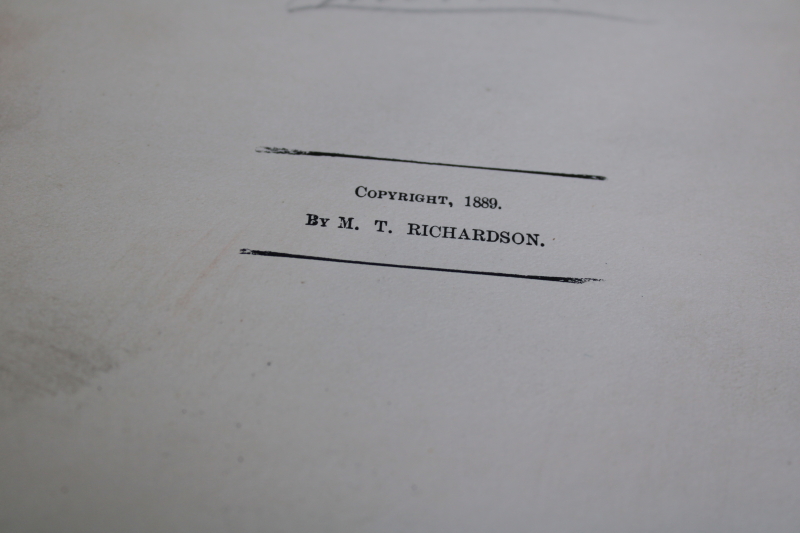 COPYRIGHT, 1889.
BY M. T. RICHARDSON.